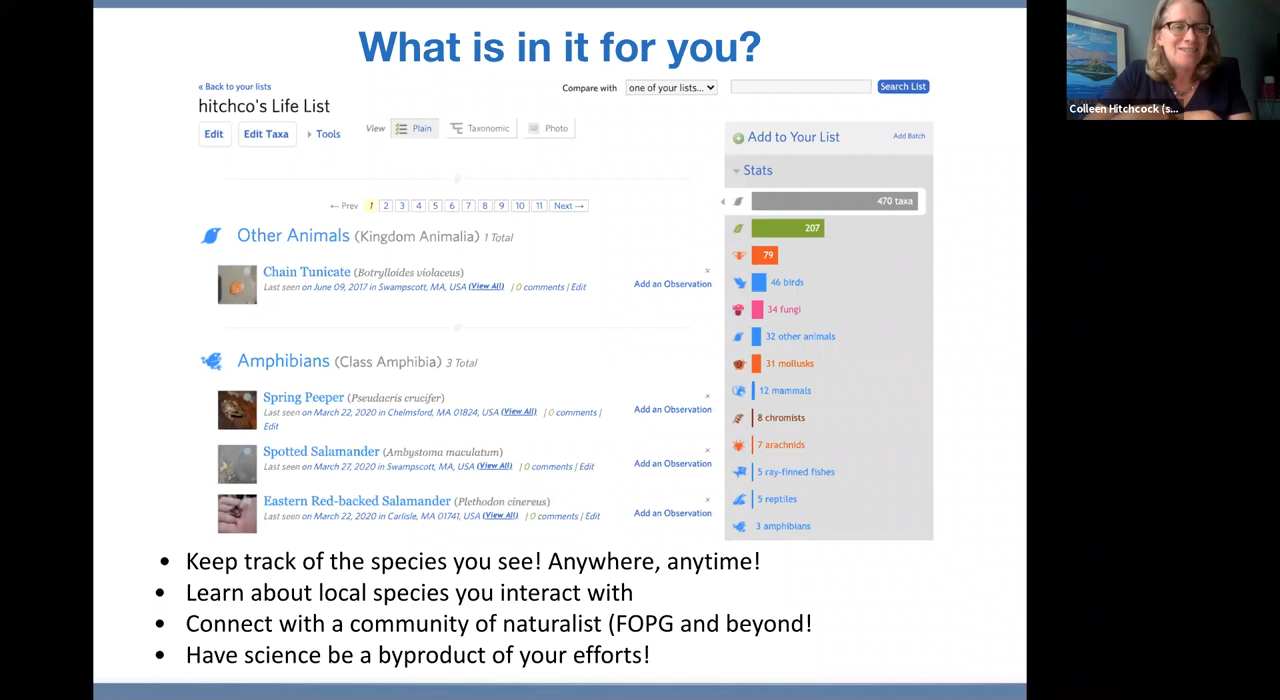 What is in it for you?
« Back to your lists
hitchco's Life List
Compare with one of your lists... Search List
Edit Edit Taxa Tools View Plain Taxonomic Photo
← Prev 1 2 3 4 5 6 7 8 9 10 11 Next →
Other Animals (Kingdom Animalia) 1 Total
Chain Tunicate (Botrylloides violaceus)
Last seen on June 09, 2017 in Swampscott, MA, USA (View All) | 0 comments | Edit
×
Add an Observation
Amphibians (Class Amphibia) 3 Total
Spring Peeper (Pseudacris crucifer)
Last seen on March 22, 2020 in Chelmsford, MA 01824, USA (View All) | 0 comments |
Edit
×
Add an Observation
Spotted Salamander (Ambystoma maculatum)
Last seen on March 27, 2020 in Swampscott, MA, USA (View All) | 0 comments | Edit
×
Add an Observation
Eastern Red-backed Salamander (Plethodon cinereus)
Last seen on March 22, 2020 in Carlisle, MA 01741, USA (View All) | 0 comments | Edit
×
Add an Observation
Add to Your List Add Batch
Stats
470 taxa
207
79
46 birds
34 fungi
32 other animals
31 mollusks
12 mammals
8 chromists
7 arachnids
5 ray-finned fishes
5 reptiles
3 amphibians
• Keep track of the species you see! Anywhere, anytime!
• Learn about local species you interact with
• Connect with a community of naturalist (FOPG and beyond!
• Have science be a byproduct of your efforts!
Colleen Hitchcock (s...